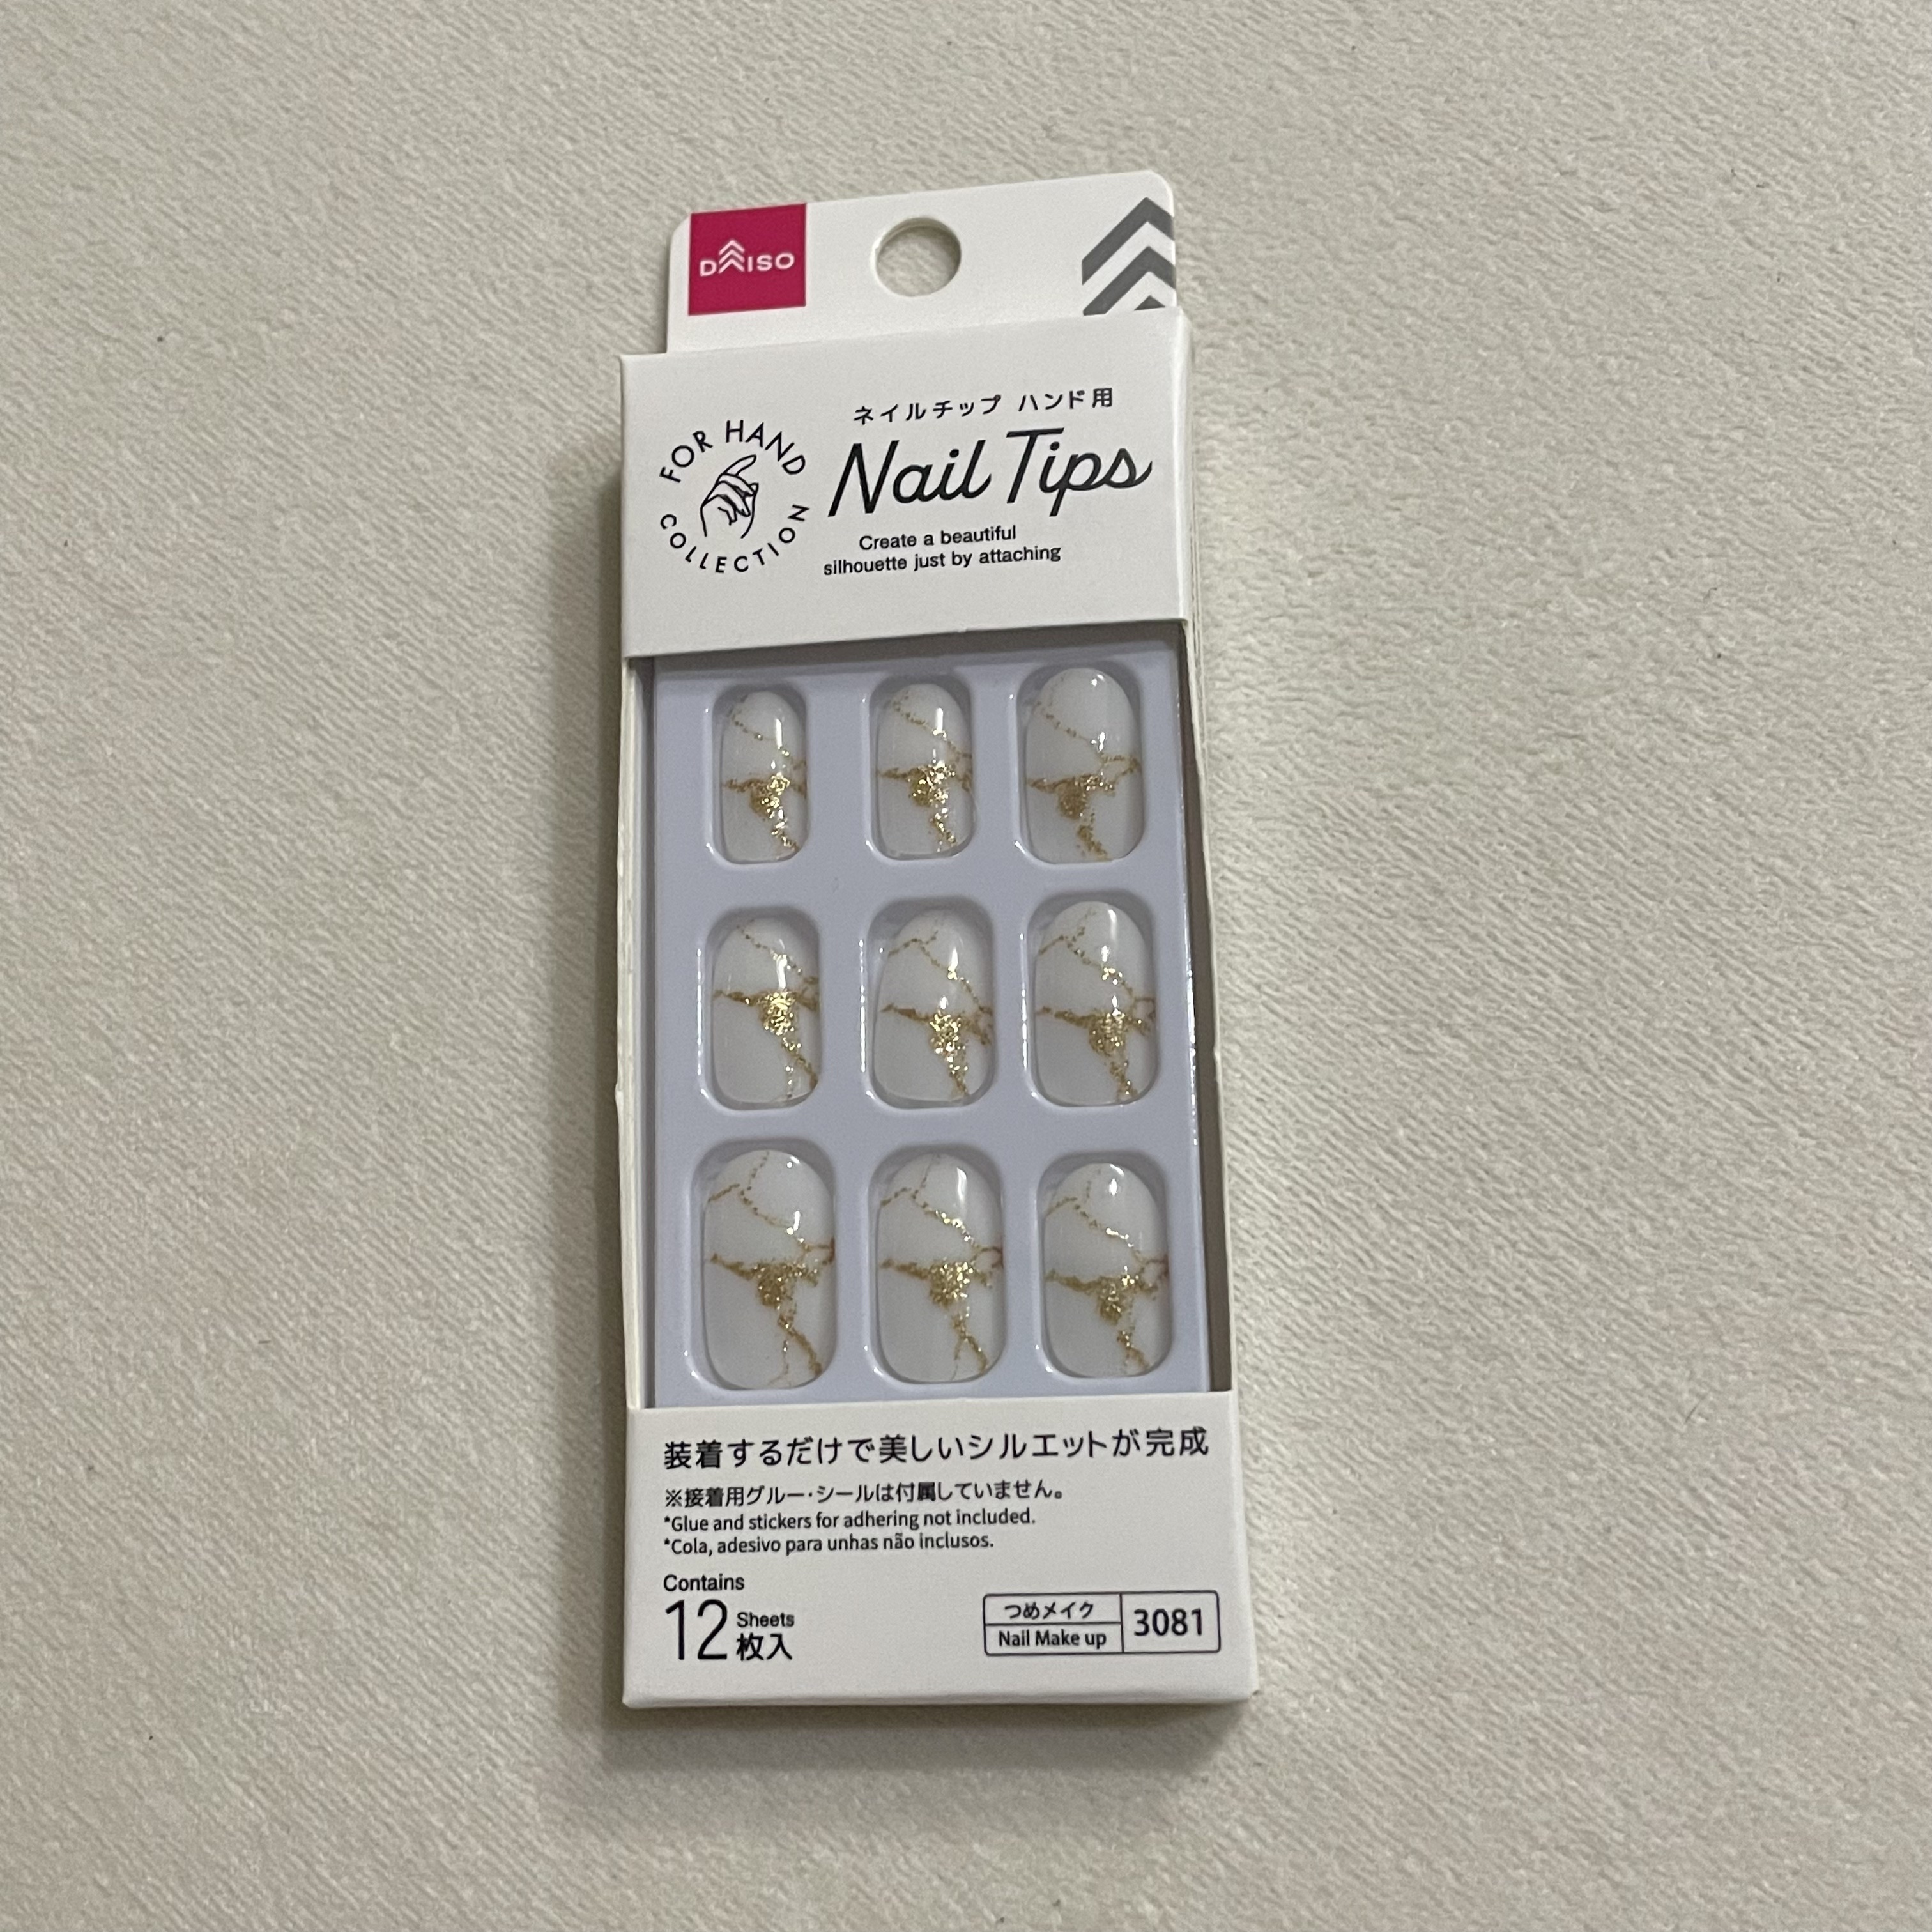 DAISO
FOR HAND
COLLECTION
ネイルチップ ハンド用
Nail Tips
Create a beautiful
silhouette just by attaching
装着するだけで美しいシルエットが完成
※接着用グルー・シールは付属していません。
*Glue and stickers for adhering not included.
*Cola, adesivo para unhas não inclusos.
Contains
12 Sheets
枚入
つめメイク
Nail Make up
3081